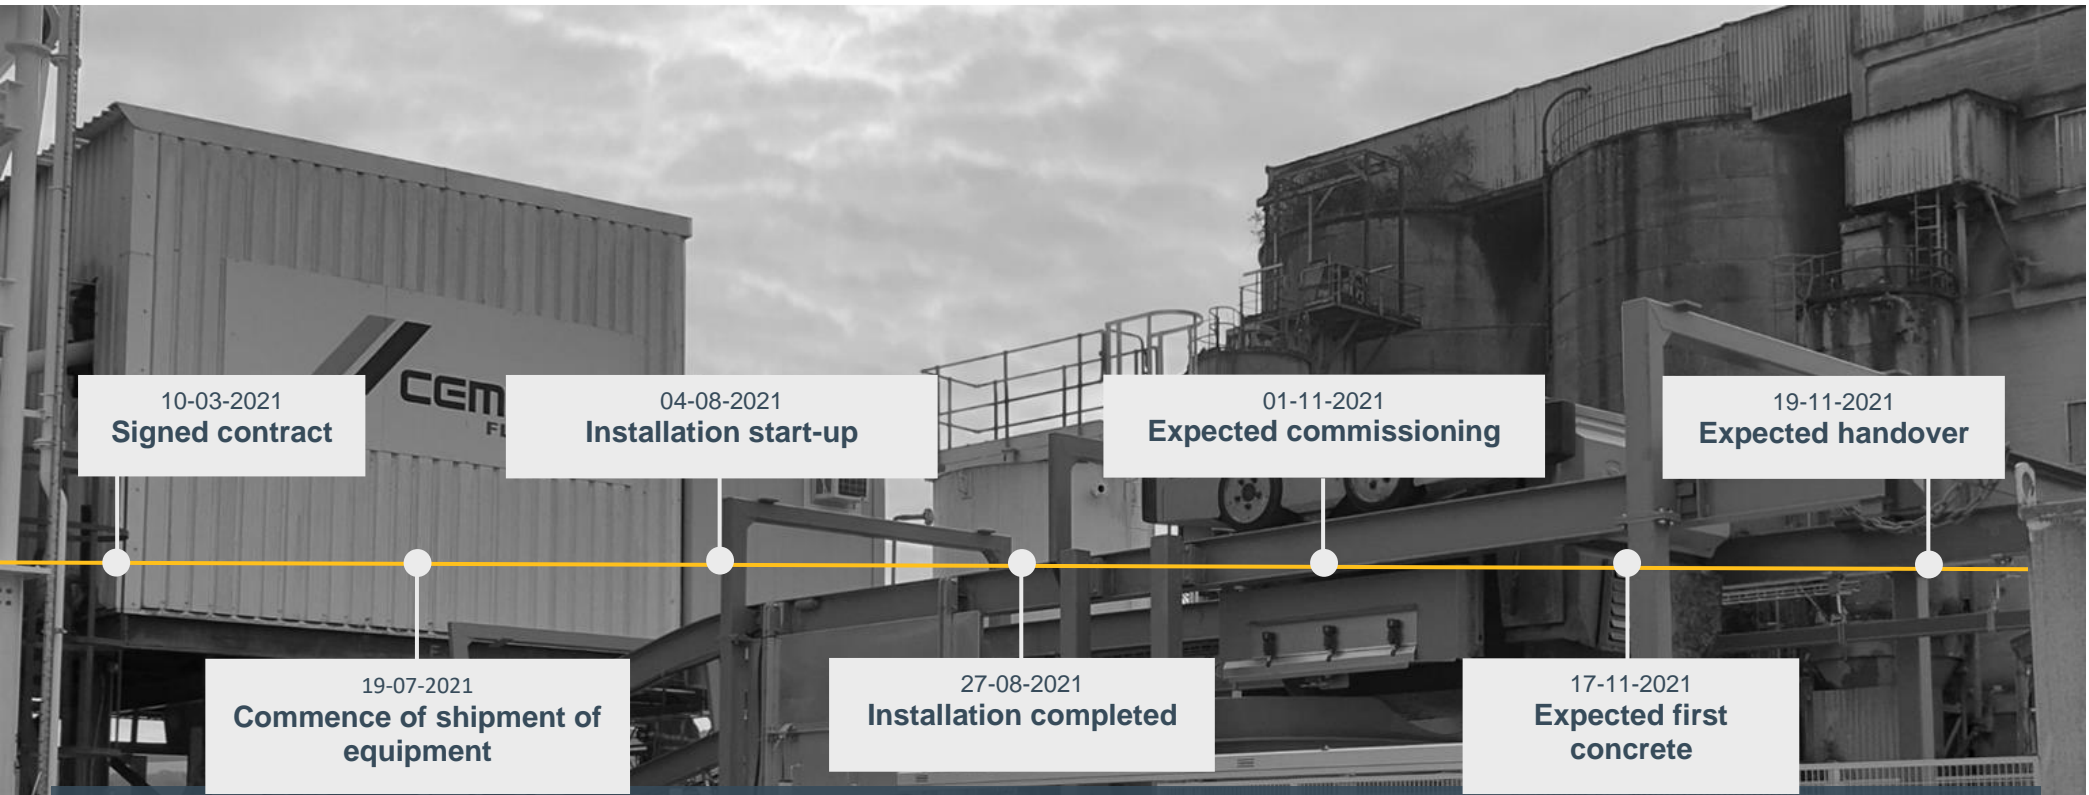 CEM
FL
10-03-2021
Signed contract
04-08-2021
Installation start-up
01-11-2021
Expected commissioning
19-11-2021
Expected handover
19-07-2021
Commence of shipment of
equipment
27-08-2021
Installation completed
17-11-2021
Expected first
concrete